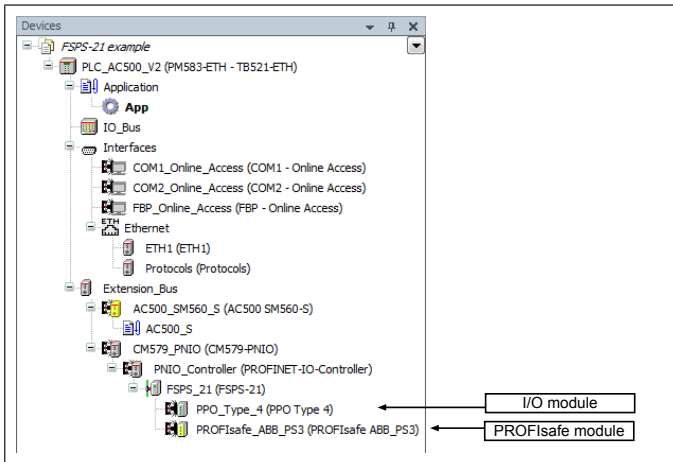 Devices
FSPS-21 example
PLC_AC500_V2 (PM583-ETH - TB521-ETH)
Application
App
IO_Bus
Interfaces
COM1_Online_Access (COM1 - Online Access)
COM2_Online_Access (COM2 - Online Access)
FBP_Online_Access (FBP - Online Access)
ETH Ethernet
ETH1 (ETH1)
Protocols (Protocols)
Extension_Bus
AC500_SM560_S (AC500 SM560-S)
AC500_S
CM579_PNIO (CM579-PNIO)
PNIO_Controller (PROFINET-IO-Controller)
FSPS_21 (FSPS-21)
PPO_Type_4 (PPO Type 4) I/O module
PROFIsafe_ABB_PS3 (PROFIsafe ABB_PS3) PROFIsafe module